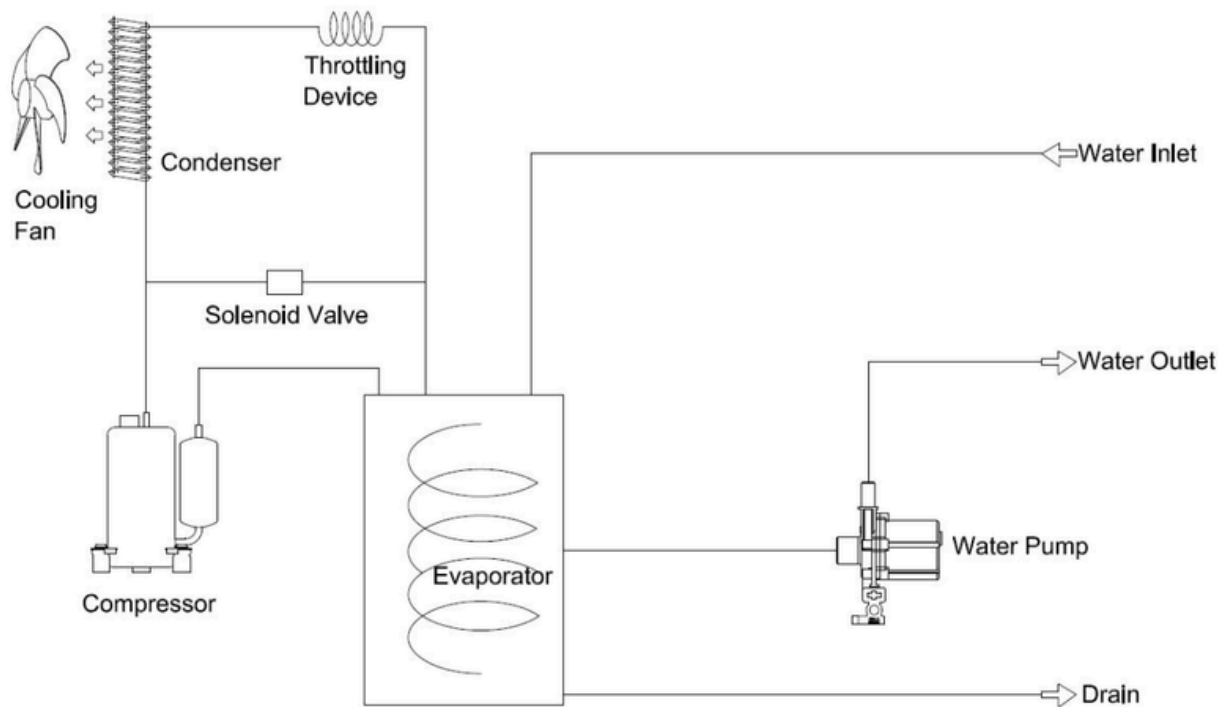 Throttling
Device
Condenser
Water Inlet
Cooling
Fan
Solenoid Valve
Water Outlet
Water Pump
Evaporator
Compressor
Drain